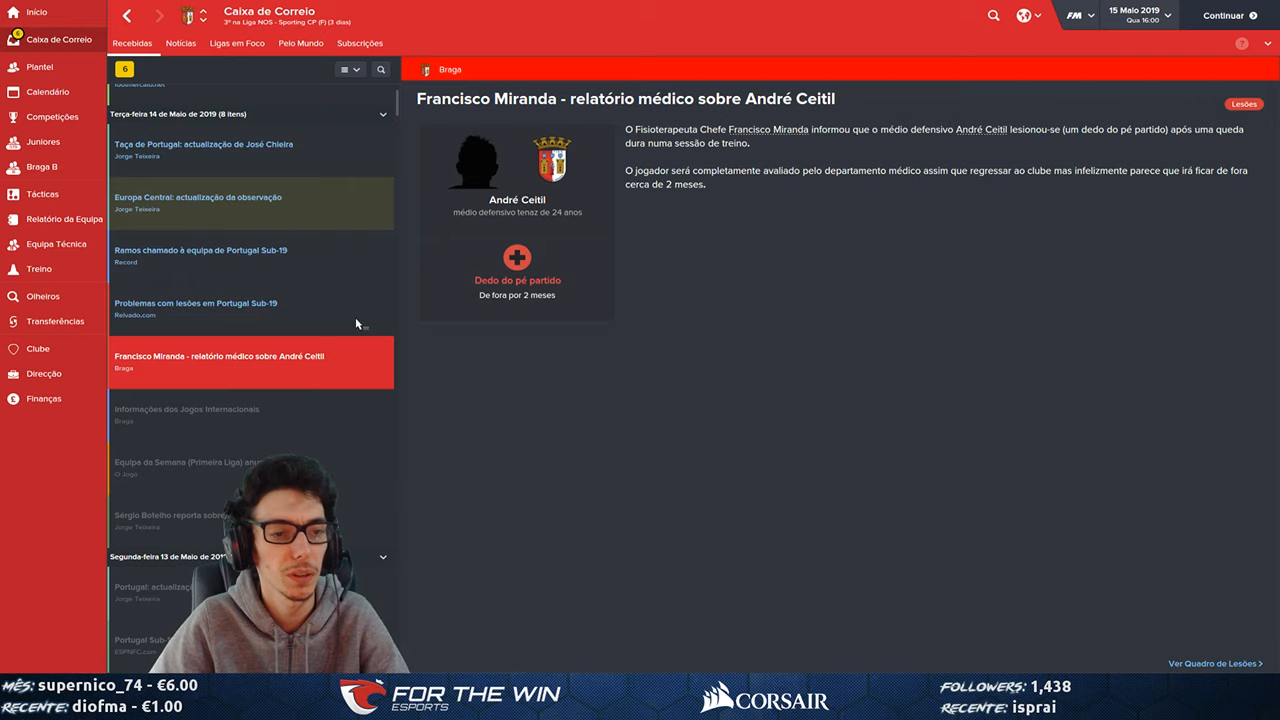 Início
Caixa de Correio
3º na Liga NOS - Sporting CP (F) (3 dias)
FM
15 Maio 2019
Qua 16:00
Continuar
6
Caixa de Correio
Recebidas
Notícias
Ligas em Foco
Pelo Mundo
Subscrições
Plantel
Calendário
Competições
Juniores
Braga B
Tácticas
Relatório da Equipa
Equipa Técnica
Treino
Olheiros
Transferências
Clube
Direcção
Finanças
6
Terça-feira 14 de Maio de 2019 (8 itens)
Taça de Portugal: actualização de José Chieira
Jorge Teixeira
Europa Central: actualização da observação
Jorge Teixeira
Ramos chamado à equipa de Portugal Sub-19
Record
Problemas com lesões em Portugal Sub-19
Relvado.com
Francisco Miranda - relatório médico sobre André Ceitil
Braga
Informações dos Jogos Internacionais
Braga
Equipa da Semana (Primeira Liga)
O Jogo
Sérgio Botelho reporta sobre
Jorge Teixeira
Segunda-feira 13 de Maio de
Portugal:
Jorge Teixeira
Portugal
ESPNFC.com
Braga
Francisco Miranda - relatório médico sobre André Ceitil
Lesões
André Ceitil
médio defensivo tenaz de 24 anos
Dedo do pé partido
De fora por 2 meses
O Fisioterapeuta Chefe Francisco Miranda informou que o médio defensivo André Ceitil lesionou-se (um dedo do pé partido) após uma queda
dura numa sessão de treino.
O jogador será completamente avaliado pelo departamento médico assim que regressar ao clube mas infelizmente parece que irá ficar de fora
cerca de 2 meses.
Ver Quadro de Lesões >
MÊS: supernico_74 - €6.00
RECENTE: diofma - €1.00
FOR THE WIN
ESPORTS
CORSAIR
FOLLOWERS: 1,438
RECENTE: isprai